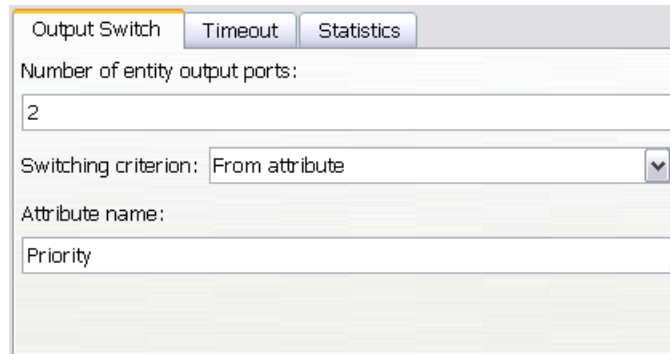 Output Switch Timeout Statistics
Number of entity output ports:
2
Switching criterion: From attribute
Attribute name:
Priority